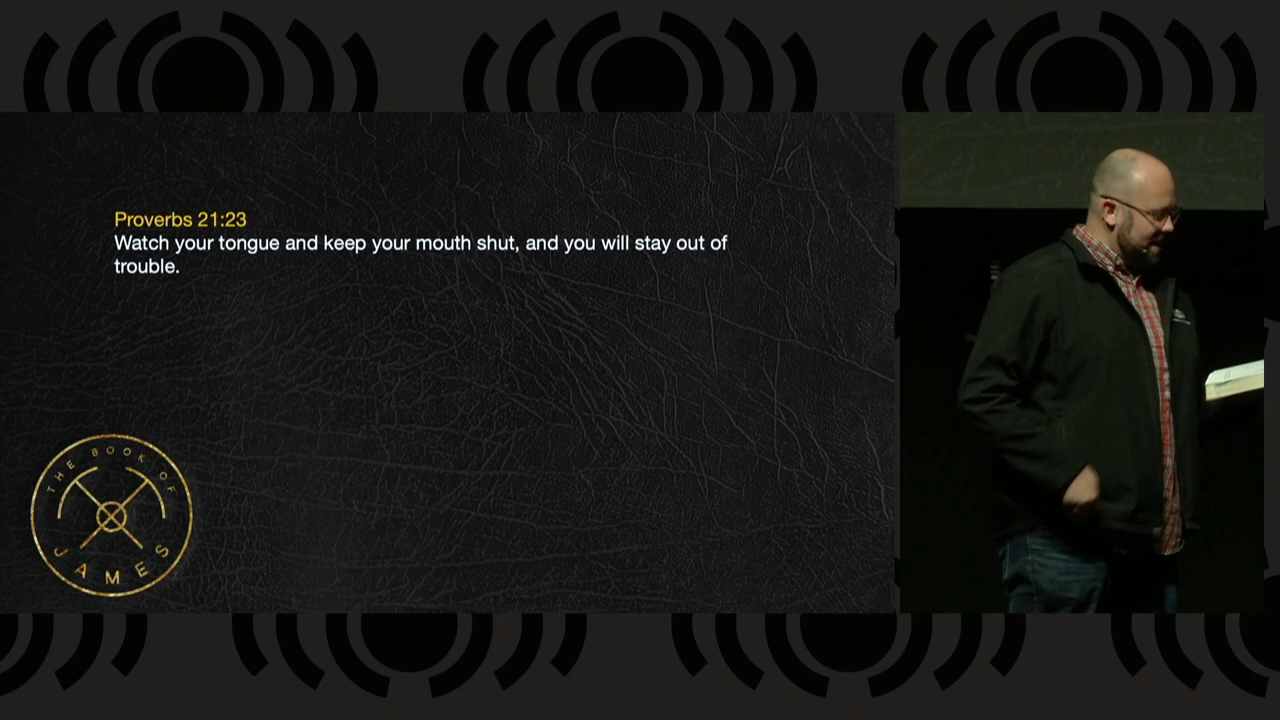 Proverbs 21:23
Watch your tongue and keep your mouth shut, and you will stay out of
trouble.
THE BOOK OF
JAMES